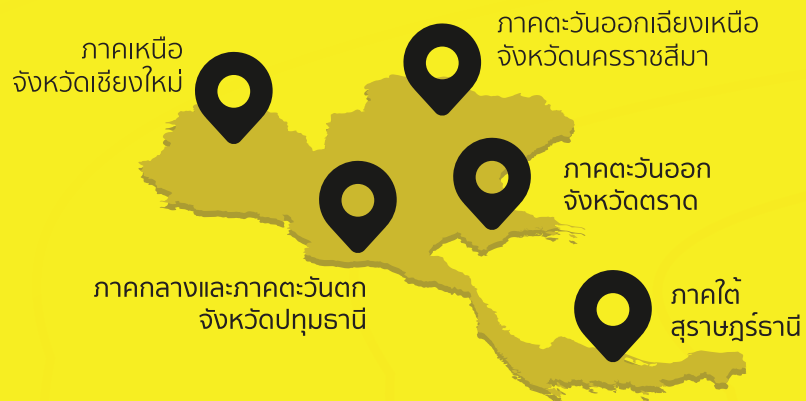 ภาคเหนือ
จังหวัดเชียงใหม่
ภาคตะวันออกเฉียงเหนือ
จังหวัดนครราชสีมา
ภาคตะวันออก
จังหวัดตราด
ภาคกลางและภาคตะวันตก
จังหวัดปทุมธานี
ภาคใต้
สุราษฎร์ธานี